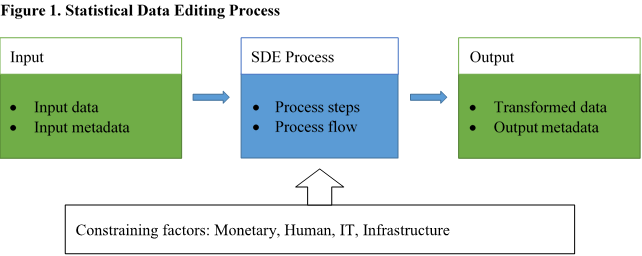 Figure 1. Statistical Data Editing Process
Input
• Input data
• Input metadata
SDE Process
• Process steps
• Process flow
Output
• Transformed data
• Output metadata
Constraining factors: Monetary, Human, IT, Infrastructure